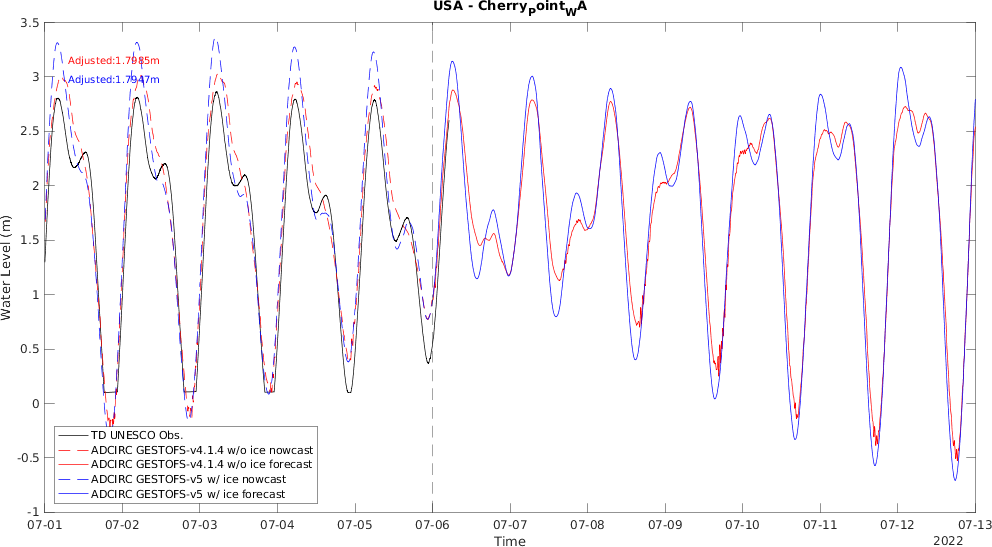 USA - CherryPointWA
Adjusted:1.7985m
Adjusted:1.7947m
Water Level (m)
3.5
3
2.5
2
1.5
1
0.5
0
-0.5
-1
TD UNESCO Obs.
ADCIRC GESTOFS-v4.1.4 w/o ice nowcast
ADCIRC GESTOFS-v4.1.4 w/o ice forecast
ADCIRC GESTOFS-v5 w/ ice nowcast
ADCIRC GESTOFS-v5 w/ ice forecast
07-01 07-02 07-03 07-04 07-05 07-06 07-07 07-08 07-09 07-10 07-11 07-12 07-13
Time
2022